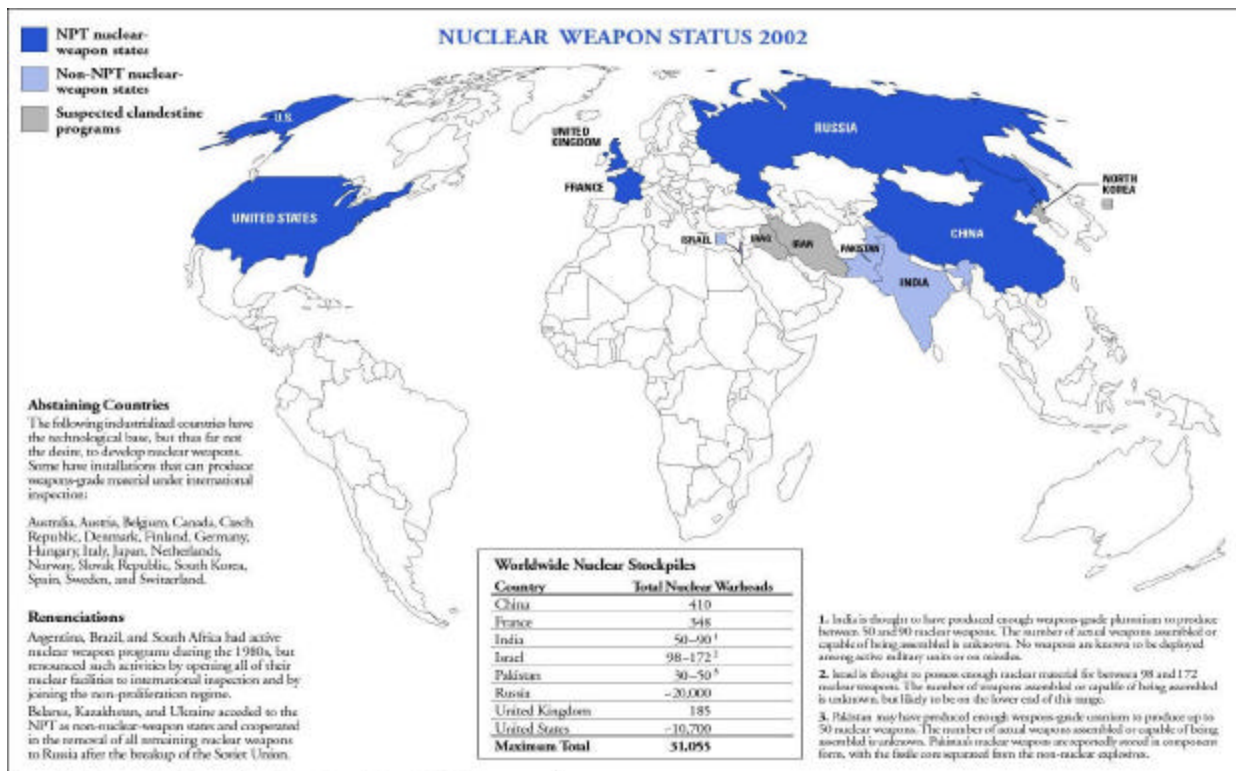 NUCLEAR WEAPON STATUS 2002
NPT nuclear-
weapon states
Non-NPT nuclear-
weapon states
Suspected clandestine
programs
U.S.
UNITED STATES
UNITED
KINGDOM
FRANCE
RUSSIA
NORTH
KOREA
CHINA
ISRAEL
IRAQ
IRAN
PAKISTAN
INDIA
Abstaining Countries
The following industrialized countries have
the technological base, but thus far not
the desire, to develop nuclear weapons.
Some have installations that can produce
weapons-grade material under international
inspection:
Australia, Austria, Belgium, Canada, Czech
Republic, Denmark, Finland, Germany,
Hungary, Italy, Japan, Netherlands,
Norway, Slovak Republic, South Korea,
Spain, Sweden, and Switzerland.
Renunciations
Argentina, Brazil, and South Africa had active
nuclear weapon programs during the 1980s, but
renounced such activities by opening all of their
nuclear facilities to international inspection and by
joining the non-proliferation regime.
Belarus, Kazakhstan, and Ukraine acceded to the
NPT as non-nuclear-weapon states and cooperated
in the removal of all remaining nuclear weapons
to Russia after the breakup of the Soviet Union.
Worldwide Nuclear Stockpiles
Country Total Nuclear Warheads
China 410
France 348
India 50–90 1
Israel 98–172 2
Pakistan 30–50 3
Russia ~20,000
United Kingdom 185
United States ~10,700
Maximum Total 31,055
1. India is thought to have produced enough weapons-grade plutonium to produce
between 50 and 90 nuclear weapons. The number of actual weapons assembled or
capable of being assembled is unknown. No weapons are known to be deployed
among active military units or on missiles.
2. Israel is thought to possess enough nuclear material for between 98 and 172
nuclear weapons. The number of weapons assembled or capable of being assembled
is unknown, but likely to be on the lower end of this range.
3. Pakistan may have produced enough weapons-grade uranium to produce up to
50 nuclear weapons. The number of actual weapons assembled or capable of being
assembled is unknown. Pakistan's nuclear weapons are reportedly stored in component
form, with the fissile core separated from the non-nuclear explosives.